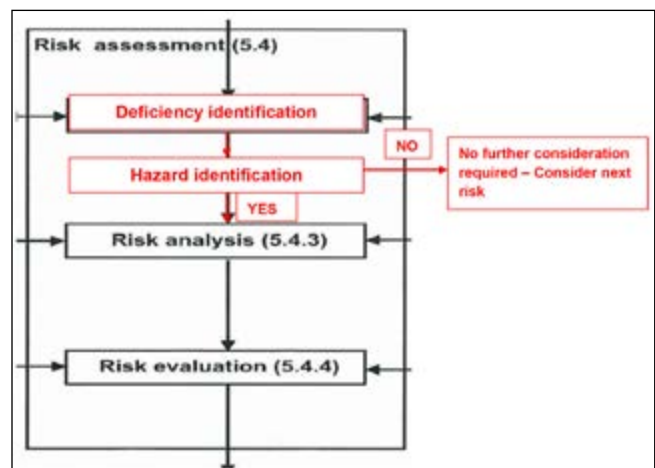 Risk assessment (5.4)
Deficiency identification
NO
No further consideration
required – Consider next
risk
Hazard identification
YES
Risk analysis (5.4.3)
Risk evaluation (5.4.4)